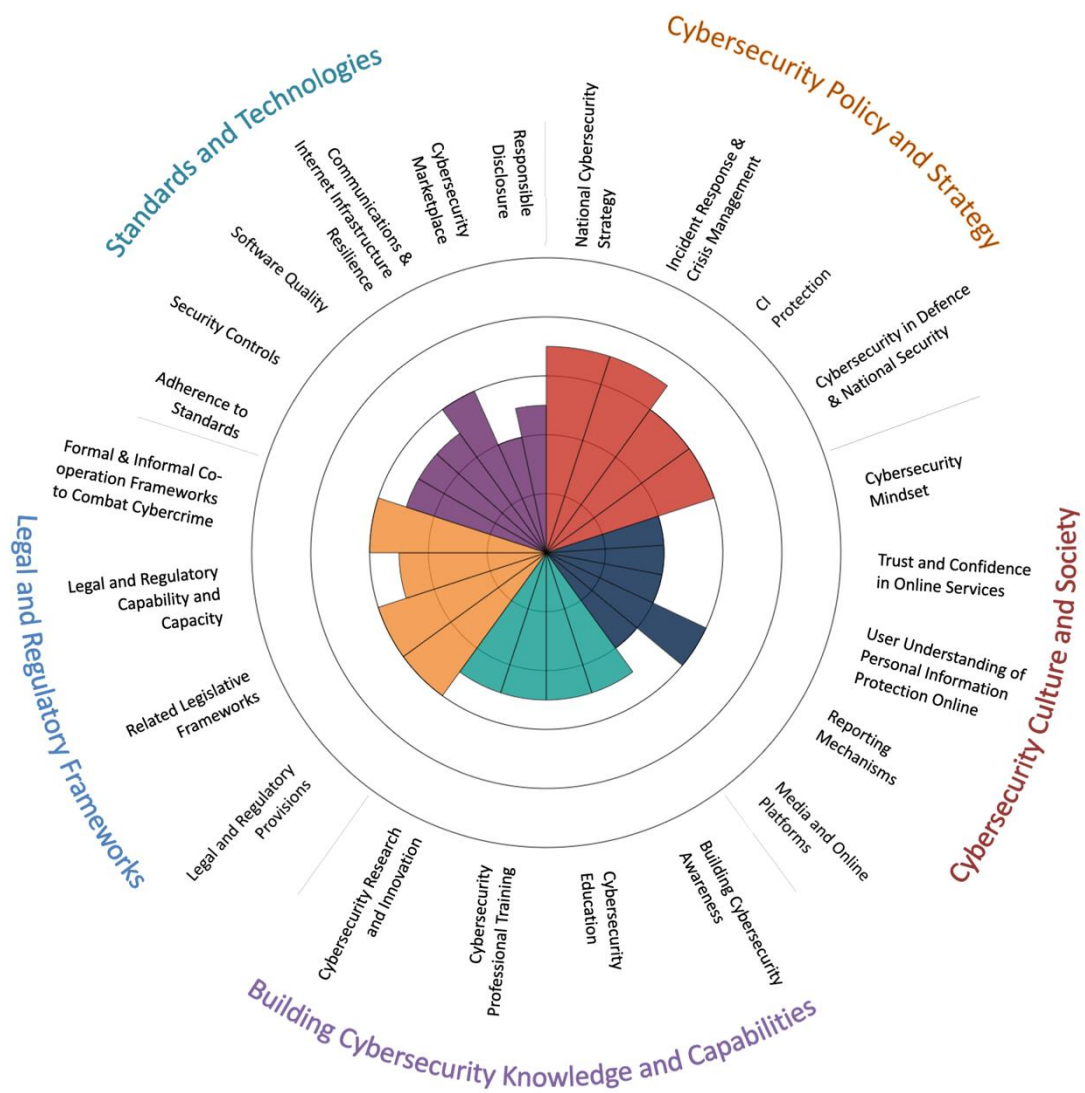 Cybersecurity Policy and Strategy
National Cybersecurity
Strategy
Incident Response &
Crisis Management
CI
Protection
Cybersecurity in Defence
& National Security
Cybersecurity Culture and Society
Cybersecurity
Mindset
Trust and Confidence
in Online Services
User Understanding of
Personal Information
Protection Online
Reporting
Mechanisms
Media and Online
Platforms
Building Cybersecurity Knowledge and Capabilities
Building Cybersecurity
Awareness
Cybersecurity
Education
Cybersecurity
Professional Training
Cybersecurity Research
and Innovation
Legal and Regulatory Frameworks
Legal and Regulatory
Provisions
Related Legislative
Frameworks
Legal and Regulatory
Capability and
Capacity
Formal & Informal Co-
operation Frameworks
to Combat Cybercrime
Standards and Technologies
Adherence to
Standards
Security Controls
Software Quality
Communications &
Internet Infrastructure
Resilience
Cybersecurity
Marketplace
Responsible
Disclosure